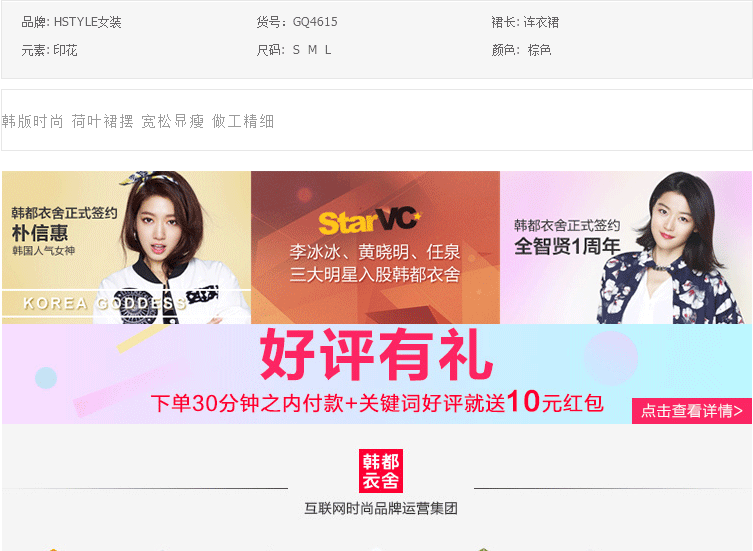 品牌: HSTYLE女装 货号: GQ4615 裙长: 连衣裙
元素: 印花 尺码: S M L 颜色: 棕色
韩版时尚 荷叶裙摆 宽松显瘦 做工精细
韩都衣舍正式签约
朴信惠
韩国人气女神
KOREA GODDESS
StarVC
李冰冰、黄晓明、任泉
三大明星入股韩都衣舍
韩都衣舍正式签约
全智贤1周年
好评有礼
下单30分钟之内付款+关键词好评就送10元红包
点击查看详情>
韩都
衣舍
互联网时尚品牌运营集团